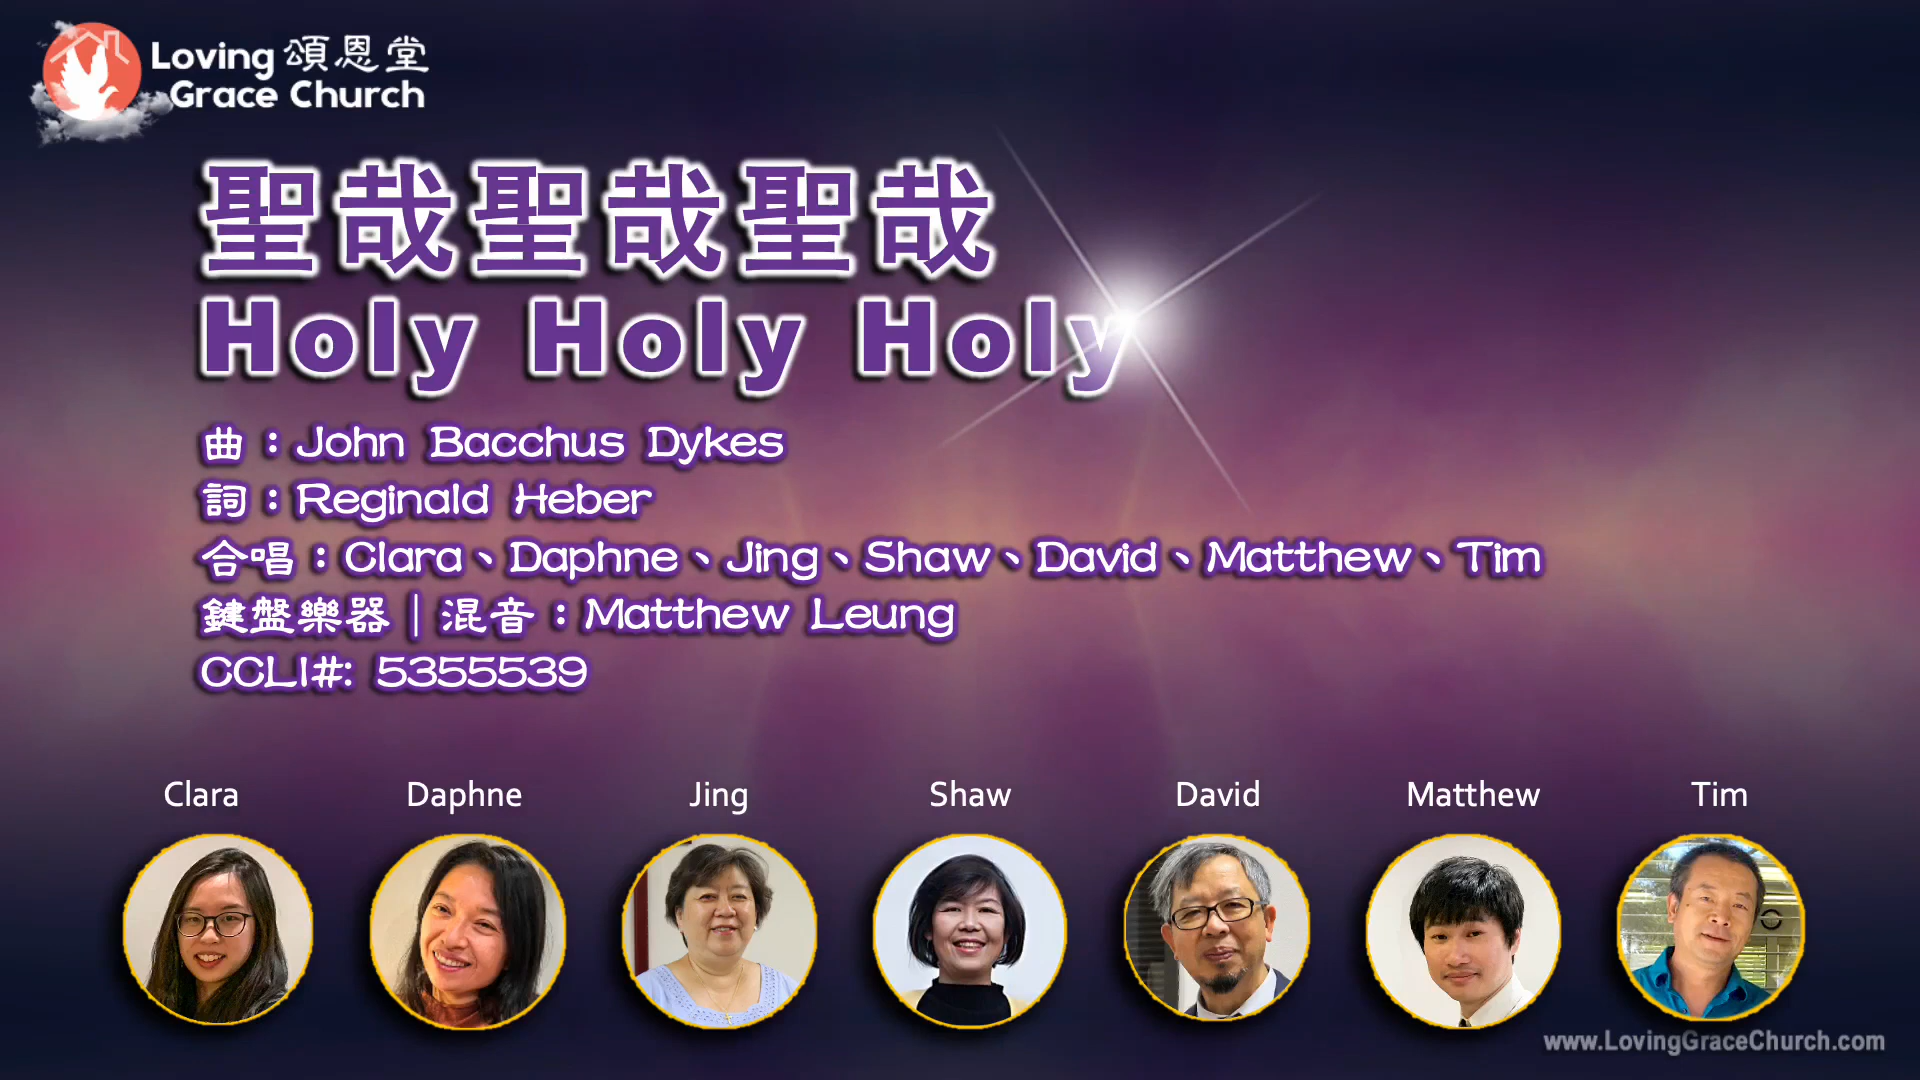 Loving 頌恩堂
Grace Church
聖哉聖哉聖哉
Holy Holy Holy
曲：John Bacchus Dykes
詞：Reginald Heber
合唱：Clara、Daphne、Jing、Shaw、David、Matthew、Tim
鍵盤樂器｜混音：Matthew Leung
CCLI#: 5355539
Clara Daphne Jing Shaw David Matthew Tim
www.LovingGraceChurch.com